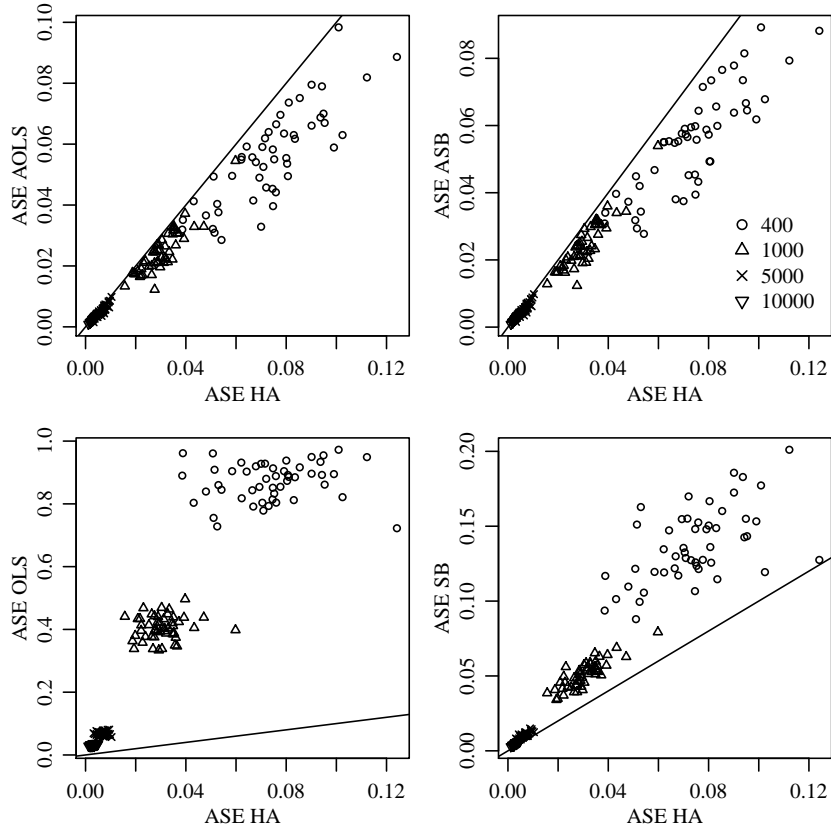 ASE AOLS
0.00 0.02 0.04 0.06 0.08 0.10
0.00 0.04 0.08 0.12
ASE HA
ASE ASB
0.00 0.02 0.04 0.06 0.08
400
1000
5000
10000
0.00 0.04 0.08 0.12
ASE HA
ASE OLS
0.0 0.2 0.4 0.6 0.8 1.0
0.00 0.04 0.08 0.12
ASE HA
ASE SB
0.00 0.05 0.10 0.15 0.20
0.00 0.04 0.08 0.12
ASE HA